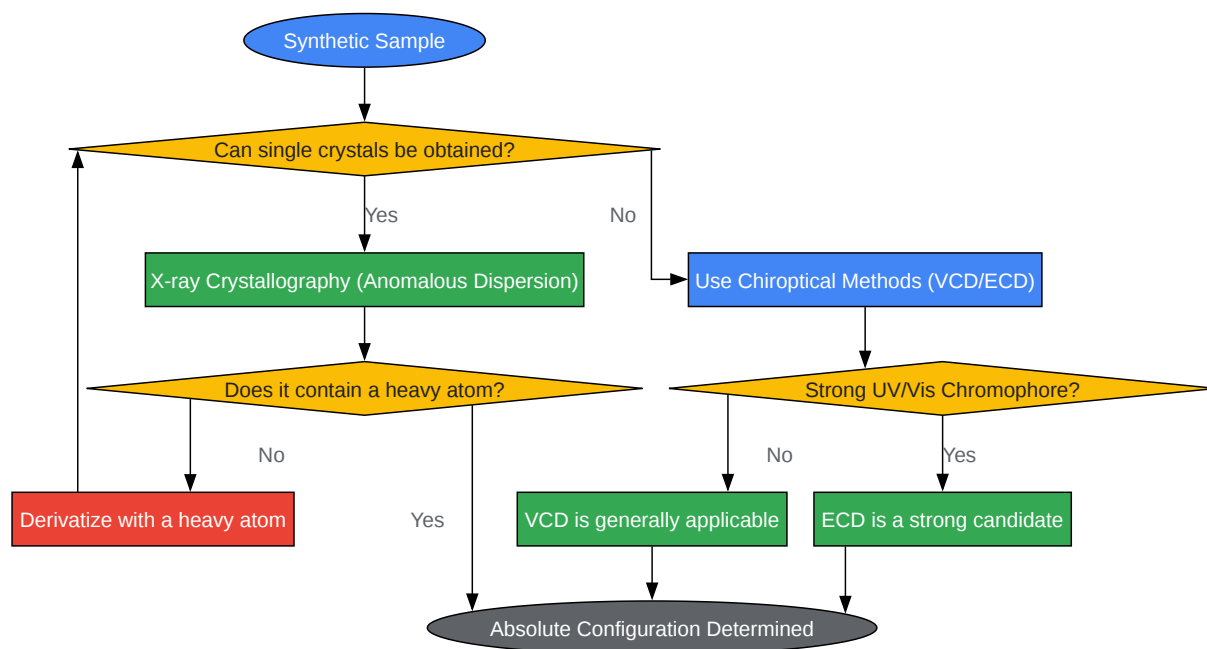 Synthetic Sample
Can single crystals be obtained?
Yes
No
X-ray Crystallography (Anomalous Dispersion)
Use Chiroptical Methods (VCD/ECD)
Does it contain a heavy atom?
Strong UV/Vis Chromophore?
No
No
Yes
Derivatize with a heavy atom
Yes
VCD is generally applicable
ECD is a strong candidate
Absolute Configuration Determined